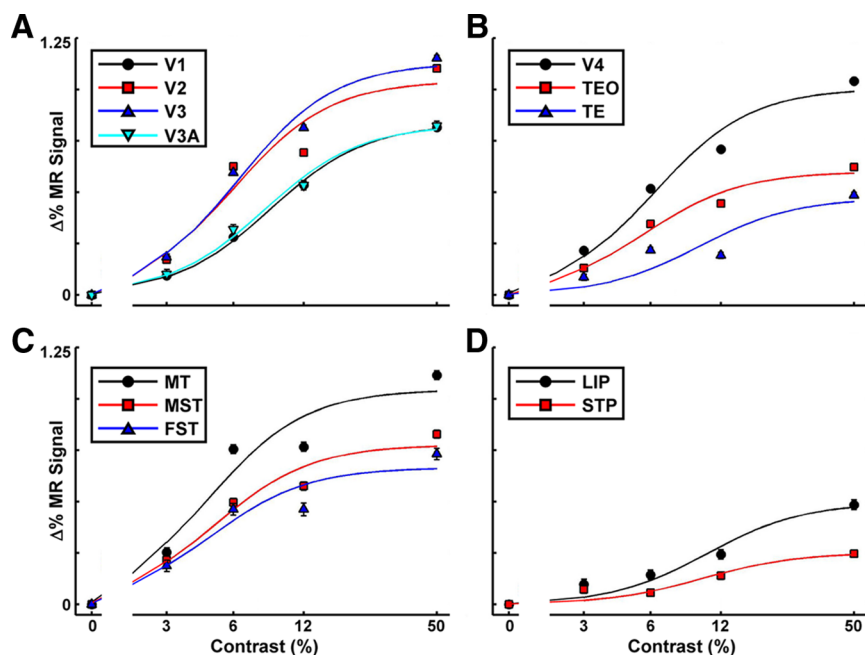 A
1.25
V1
V2
V3
V3A
Δ% MR Signal
0
B
V4
TEO
TE
C
1.25
MT
MST
FST
Δ% MR Signal
0
0 3 6 12 50
Contrast (%)
D
LIP
STP
0 3 6 12 50
Contrast (%)